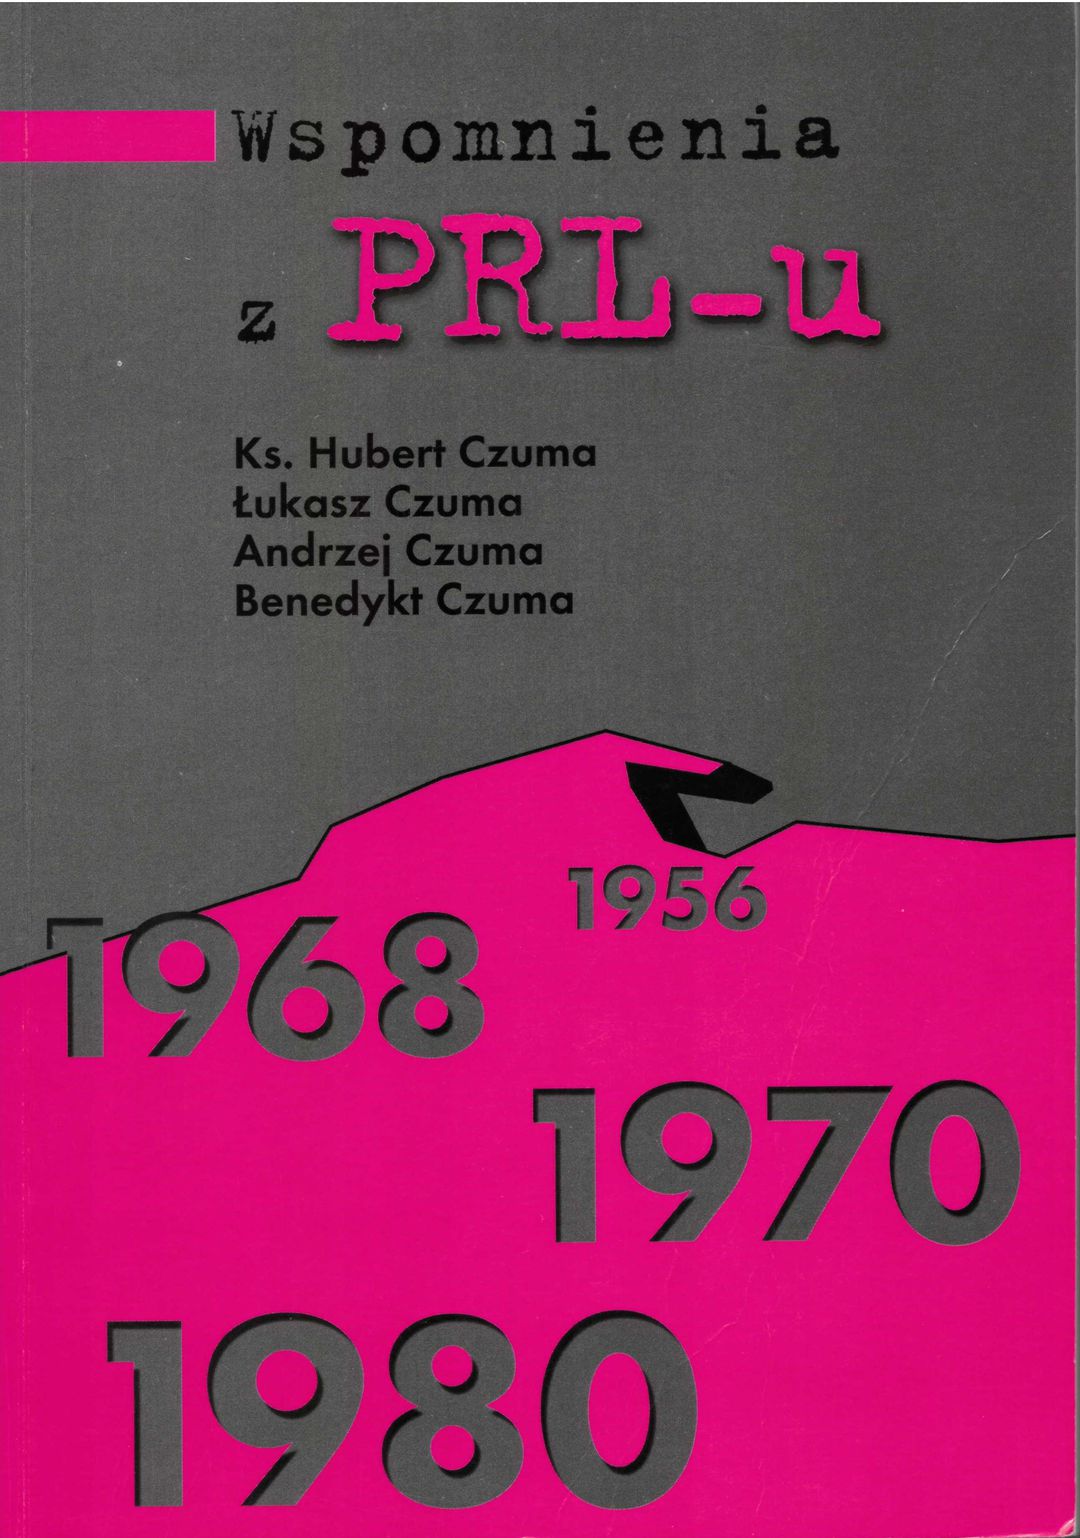 Wspomnienia
z PRL-u
Ks. Hubert Czuma
Łukasz Czuma
Andrzej Czuma
Benedykt Czuma
1956
1968
1970
1980